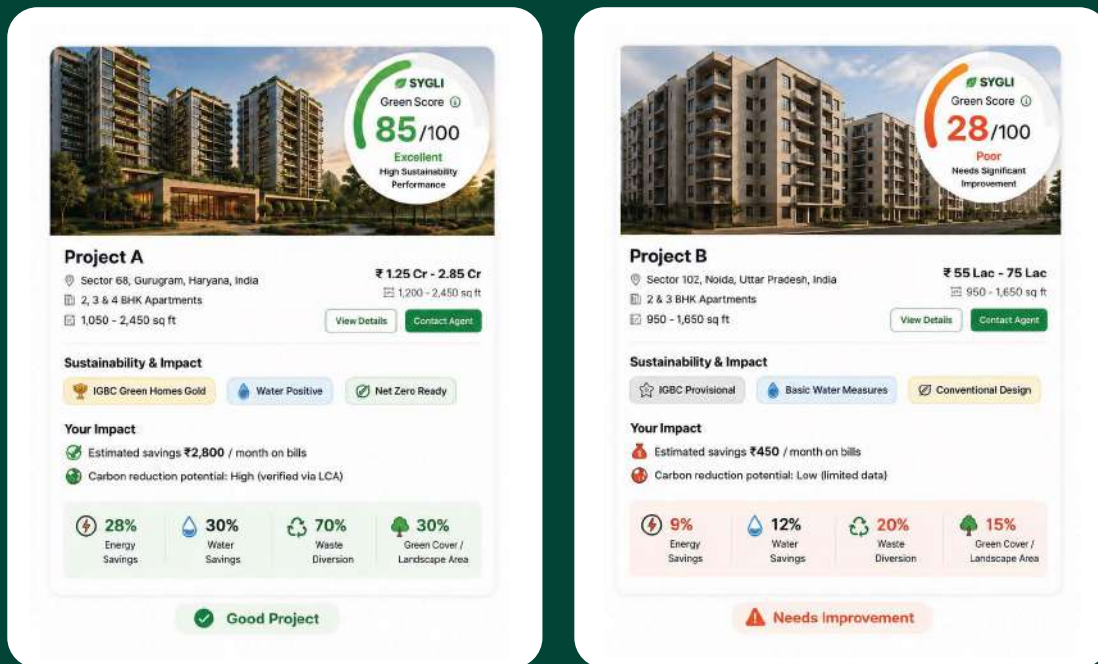 SYGLI
Green Score
85/100
Excellent
High Sustainability
Performance
Project A
Sector 68, Gurugram, Haryana, India
2, 3 & 4 BHK Apartments
1,050 - 2,450 sq ft
₹ 1.25 Cr - 2.85 Cr
1,200 - 2,450 sq ft
View Details
Contact Agent
Sustainability & Impact
IGBC Green Homes Gold
Water Positive
Net Zero Ready
Your Impact
Estimated savings ₹2,800 / month on bills
Carbon reduction potential: High (verified via LCA)
28%
Energy
Savings
30%
Water
Savings
70%
Waste
Diversion
30%
Green Cover /
Landscape Area
Good Project
SYGLI
Green Score
28/100
Poor
Needs Significant
Improvement
Project B
Sector 102, Noida, Uttar Pradesh, India
2 & 3 BHK Apartments
950 - 1,650 sq ft
₹ 55 Lac - 75 Lac
950 - 1,650 sq ft
View Details
Contact Agent
Sustainability & Impact
IGBC Provisional
Basic Water Measures
Conventional Design
Your Impact
Estimated savings ₹450 / month on bills
Carbon reduction potential: Low (limited data)
9%
Energy
Savings
12%
Water
Savings
20%
Waste
Diversion
15%
Green Cover /
Landscape Area
Needs Improvement